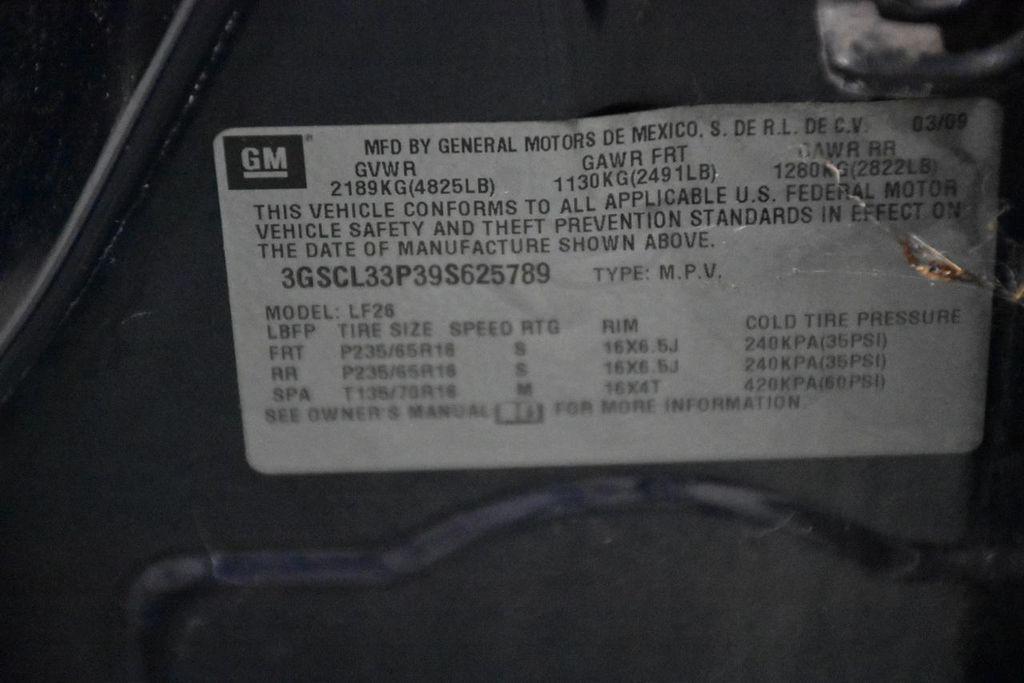 GM ® MFD BY GENERAL MOTORS DE MEXICO, S. DE R.L. DE C.V. 03/09
GVWR GAWR FRT GAWR RR
2189KG(4825LB) 1130KG(2491LB) 1280KG(2822LB)
THIS VEHICLE CONFORMS TO ALL APPLICABLE U.S. FEDERAL MOTOR
VEHICLE SAFETY AND THEFT PREVENTION STANDARDS IN EFFECT ON
THE DATE OF MANUFACTURE SHOWN ABOVE.
3GSCL33P39S625789 TYPE: M.P.V.
MODEL: LF26
LBFP TIRE SIZE SPEED RTG RIM COLD TIRE PRESSURE
FRT P235/65R16 S 16X6.5J 240KPA(35PSI)
RR P235/65R16 S 16X6.5J 240KPA(35PSI)
SPA T135/70R16 M 16X4T 420KPA(60PSI)
SEE OWNER'S MANUAL FOR MORE INFORMATION.